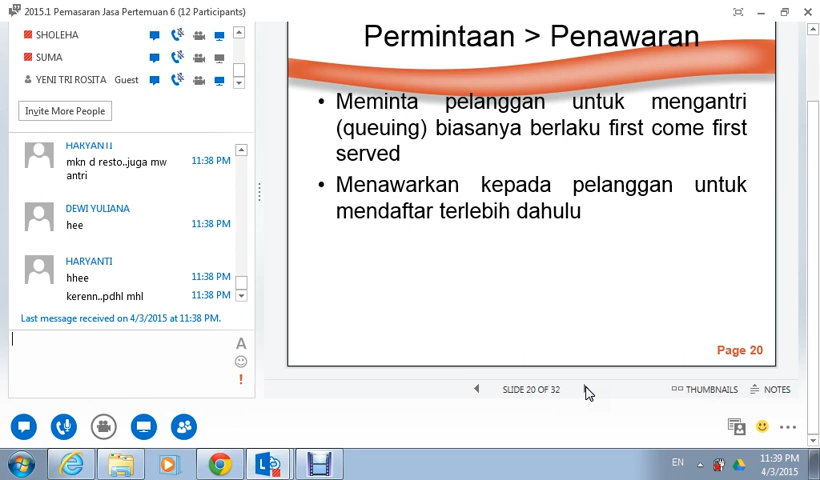 2015.1 Pemasaran Jasa Pertemuan 6 (12 Participants)
SHOLEHA
SUMA
YENI TRI ROSITA Guest
Invite More People
HARYANTI
mkn d resto..juga mw 11:38 PM
antri
DEWI YULIANA
hee 11:38 PM
HARYANTI
hhee 11:38 PM
kerenn..pdhl mhl 11:38 PM
Last message received on 4/3/2015 at 11:38 PM.
A
!
Permintaan > Penawaran
• Meminta pelanggan untuk mengantri
(queuing) biasanya berlaku first come first
served
• Menawarkan kepada pelanggan untuk
mendaftar terlebih dahulu
Page 20
SLIDE 20 OF 32
THUMBNAILS
NOTES
EN
11:39 PM
4/3/2015